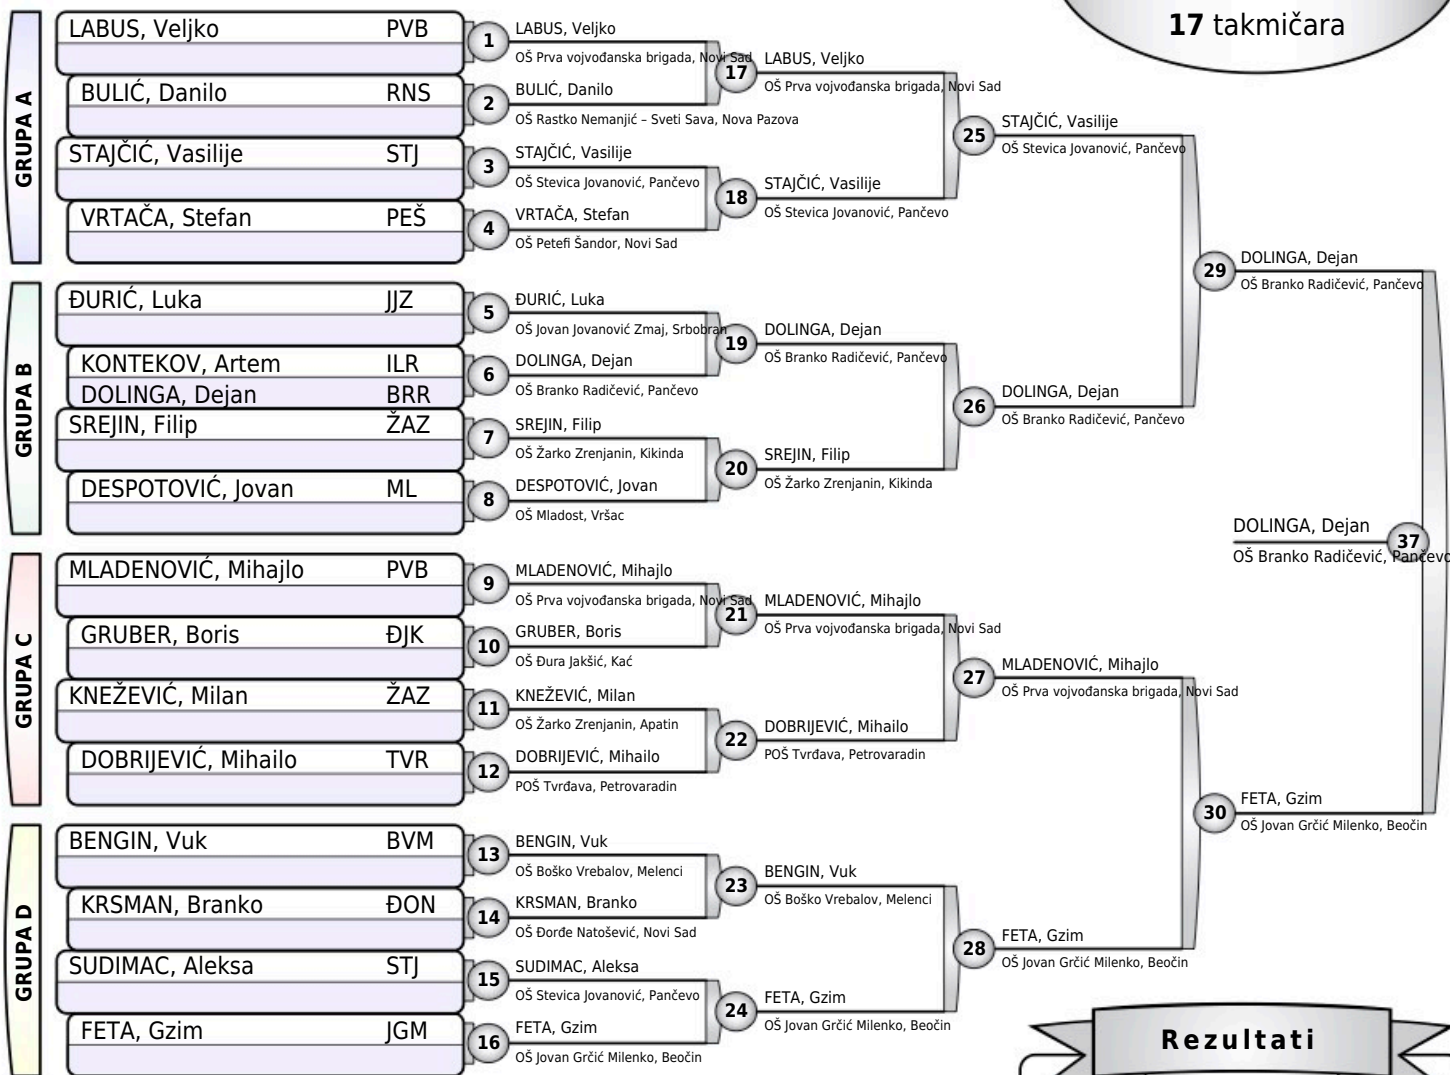 17 takmičara
GRUPA A
LABUS, Veljko PVB
BULIĆ, Danilo RNS
STAJČIĆ, Vasilije STJ
VRTAČA, Stefan PEŠ
GRUPA B
ĐURIĆ, Luka JJZ
KONTEKOV, Artem ILR
DOLINGA, Dejan BRR
SREJIN, Filip ŽAZ
DESPOTOVIĆ, Jovan ML
GRUPA C
MLADENOVIĆ, Mihajlo PVB
GRUBER, Boris ĐJK
KNEŽEVIĆ, Milan ŽAZ
DOBRIJEVIĆ, Mihailo TVR
GRUPA D
BENGIN, Vuk BVM
KRSMAN, Branko ĐON
SUDIMAC, Aleksa STJ
FETA, Gzim JGM
1 LABUS, Veljko
OŠ Prva vojvođanska brigada, Novi Sad
2 BULIĆ, Danilo
OŠ Rastko Nemanjić – Sveti Sava, Nova Pazova
3 STAJČIĆ, Vasilije
OŠ Stevica Jovanović, Pančevo
4 VRTAČA, Stefan
OŠ Petefi Šandor, Novi Sad
5 ĐURIĆ, Luka
OŠ Jovan Jovanović Zmaj, Srbobran
6 DOLINGA, Dejan
OŠ Branko Radičević, Pančevo
7 SREJIN, Filip
OŠ Žarko Zrenjanin, Kikinda
8 DESPOTOVIĆ, Jovan
OŠ Mladost, Vršac
9 MLADENOVIĆ, Mihajlo
OŠ Prva vojvođanska brigada, Novi Sad
10 GRUBER, Boris
OŠ Đura Jakšić, Kać
11 KNEŽEVIĆ, Milan
OŠ Žarko Zrenjanin, Apatin
12 DOBRIJEVIĆ, Mihailo
POŠ Tvrđava, Petrovaradin
13 BENGIN, Vuk
OŠ Boško Vrebalov, Melenci
14 KRSMAN, Branko
OŠ Đorđe Natošević, Novi Sad
15 SUDIMAC, Aleksa
OŠ Stevica Jovanović, Pančevo
16 FETA, Gzim
OŠ Jovan Grčić Milenko, Beočin
17 LABUS, Veljko
OŠ Prva vojvođanska brigada, Novi Sad
18 STAJČIĆ, Vasilije
OŠ Stevica Jovanović, Pančevo
19 DOLINGA, Dejan
OŠ Branko Radičević, Pančevo
20 SREJIN, Filip
OŠ Žarko Zrenjanin, Kikinda
21 MLADENOVIĆ, Mihajlo
OŠ Prva vojvođanska brigada, Novi Sad
22 DOBRIJEVIĆ, Mihailo
POŠ Tvrđava, Petrovaradin
23 BENGIN, Vuk
OŠ Boško Vrebalov, Melenci
24 FETA, Gzim
OŠ Jovan Grčić Milenko, Beočin
25 STAJČIĆ, Vasilije
OŠ Stevica Jovanović, Pančevo
26 DOLINGA, Dejan
OŠ Branko Radičević, Pančevo
27 MLADENOVIĆ, Mihajlo
OŠ Prva vojvođanska brigada, Novi Sad
28 FETA, Gzim
OŠ Jovan Grčić Milenko, Beočin
29 DOLINGA, Dejan
OŠ Branko Radičević, Pančevo
30 FETA, Gzim
OŠ Jovan Grčić Milenko, Beočin
DOLINGA, Dejan 37
OŠ Branko Radičević, Pančevo
Rezultati